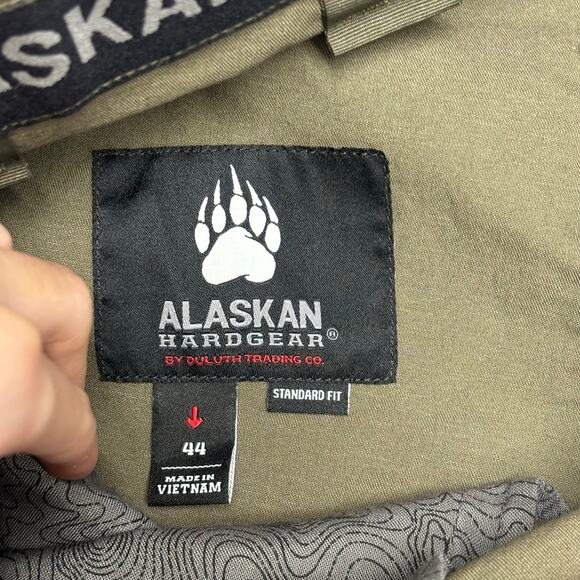 ASKAN
ALASKAN
HARDGEAR®
BY DULUTH TRADING CO.
STANDARD FIT
44
MADE IN
VIETNAM